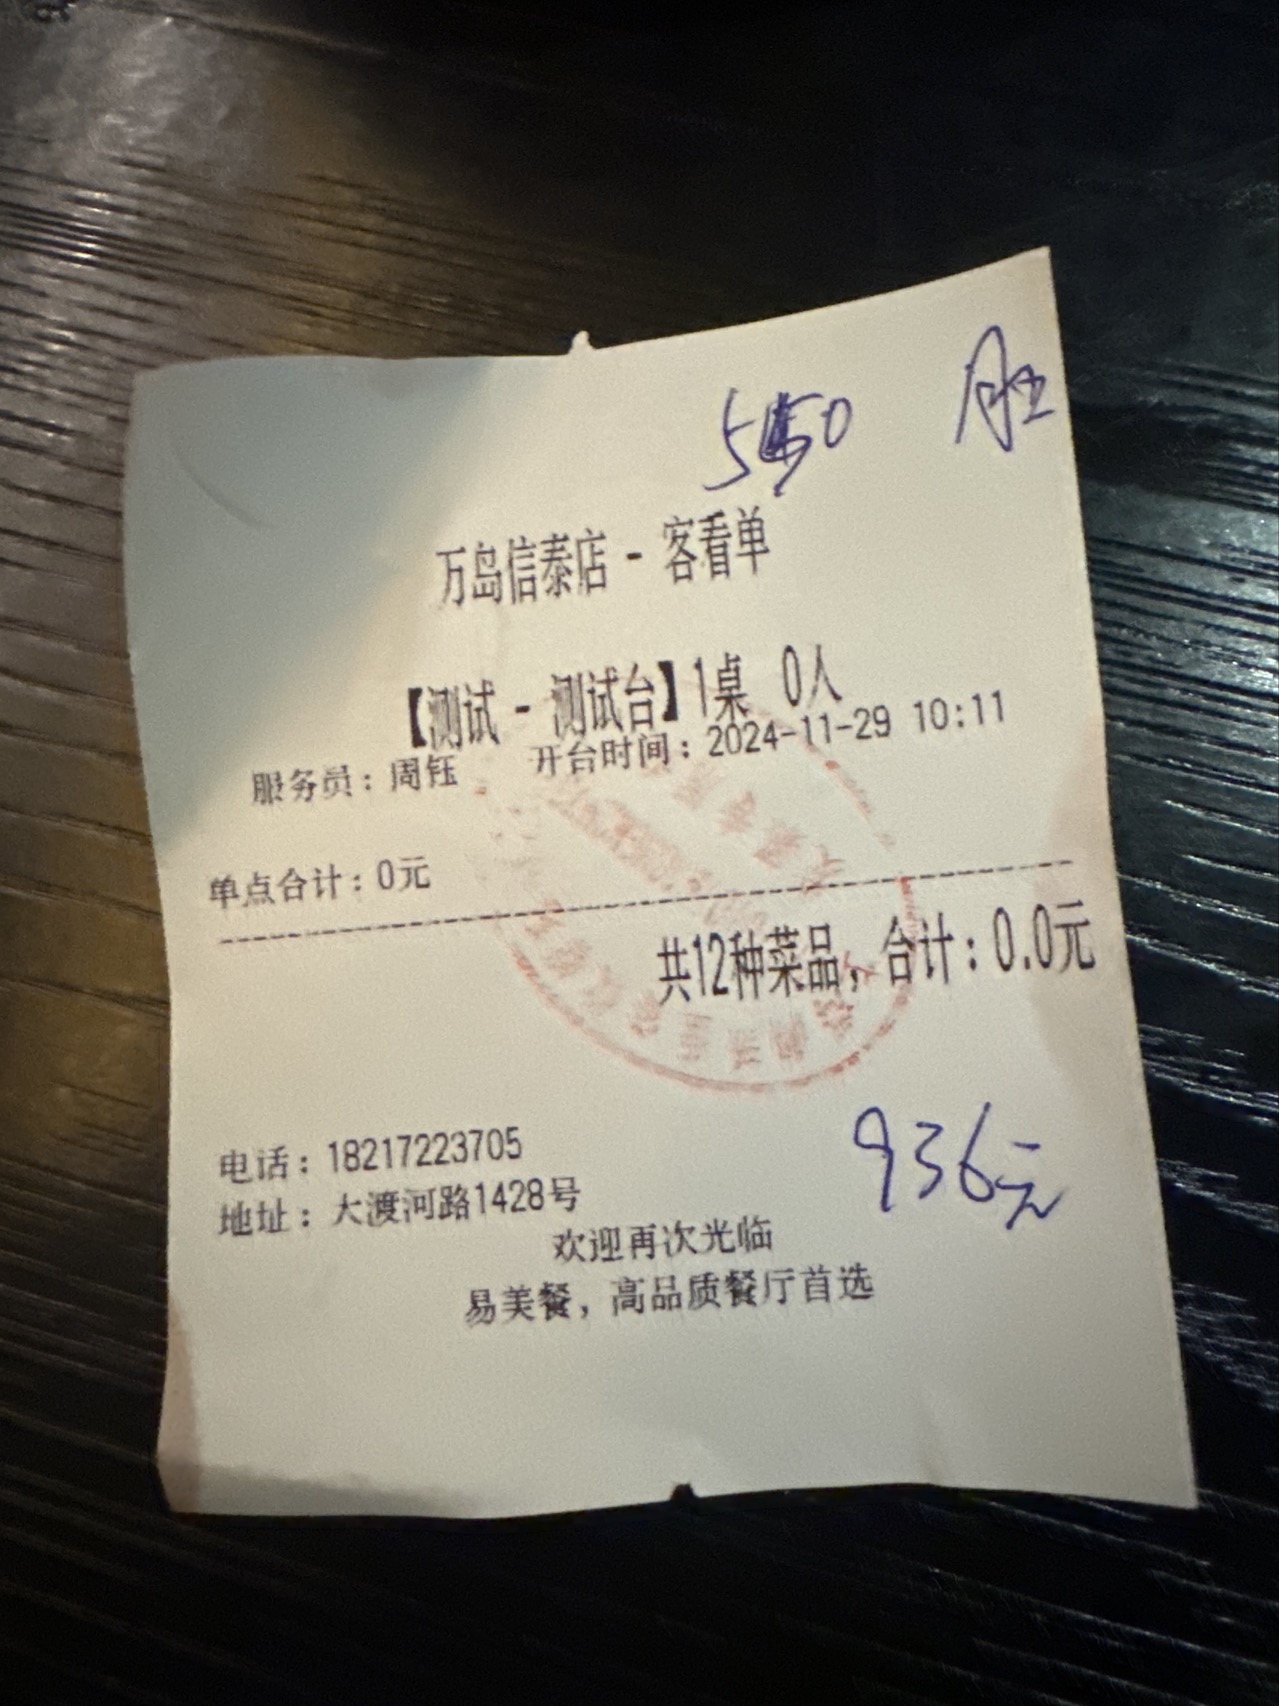 550
万岛信泰店 - 客看单
【测试 - 测试台】1桌 0人
服务员：周钰 开台时间：2024-11-29 10:11
单点合计：0元
共12种菜品，合计：0.0元
936元
电话：18217223705
地址：大渡河路1428号
欢迎再次光临
易美餐，高品质餐厅首选